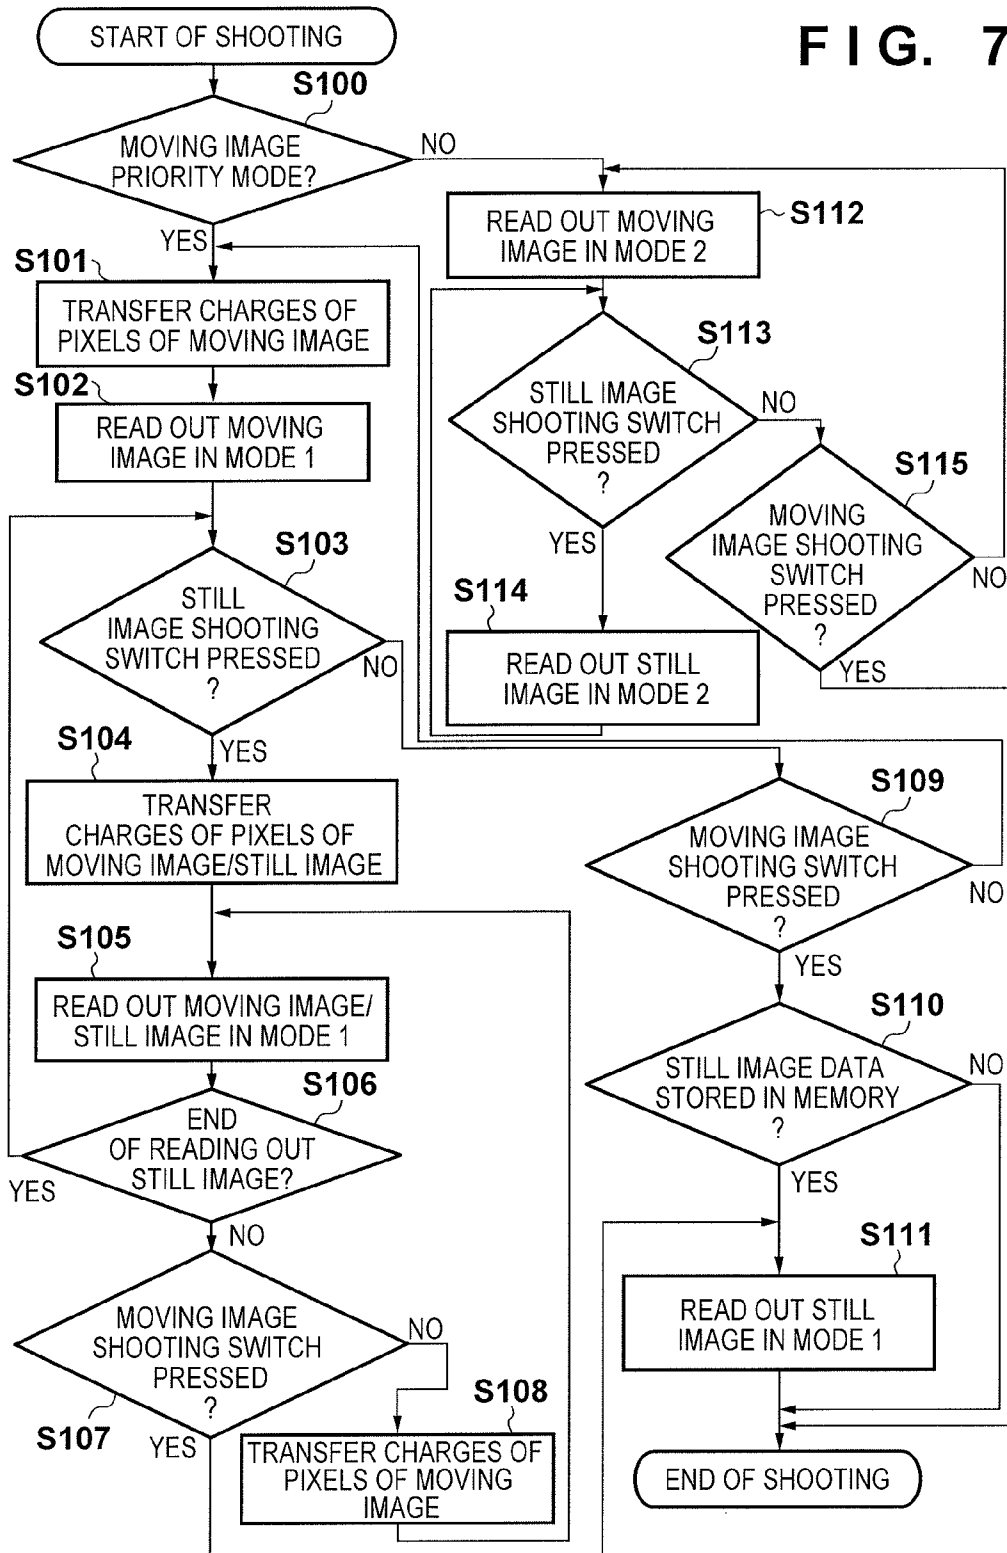 FIG. 7
START OF SHOOTING
S100
MOVING IMAGE
PRIORITY MODE?
NO
YES
S101
TRANSFER CHARGES OF
PIXELS OF MOVING IMAGE
S102
READ OUT MOVING
IMAGE IN MODE 1
S103
STILL
IMAGE SHOOTING
SWITCH PRESSED
?
NO
YES
S104
TRANSFER
CHARGES OF PIXELS OF
MOVING IMAGE/STILL IMAGE
S105
READ OUT MOVING IMAGE/
STILL IMAGE IN MODE 1
S106
END
OF READING OUT
STILL IMAGE?
YES
NO
MOVING IMAGE
SHOOTING SWITCH
PRESSED
?
NO
S107
YES
S108
TRANSFER CHARGES OF
PIXELS OF MOVING
IMAGE
S112
READ OUT MOVING
IMAGE IN MODE 2
S113
STILL IMAGE
SHOOTING SWITCH
PRESSED
?
NO
YES
S115
MOVING
IMAGE SHOOTING
SWITCH
PRESSED
?
NO
YES
S114
READ OUT STILL
IMAGE IN MODE 2
S109
MOVING IMAGE
SHOOTING SWITCH
PRESSED
?
NO
YES
S110
STILL IMAGE DATA
STORED IN MEMORY
?
NO
YES
S111
READ OUT STILL
IMAGE IN MODE 1
END OF SHOOTING